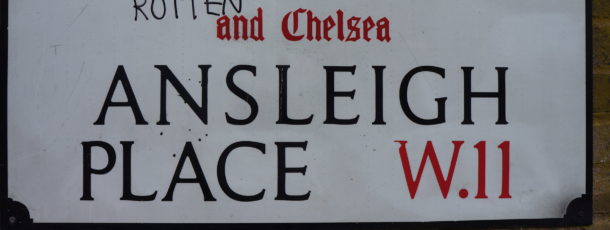 ROTTEN
and Chelsea
ANSLEIGH
PLACE W.11